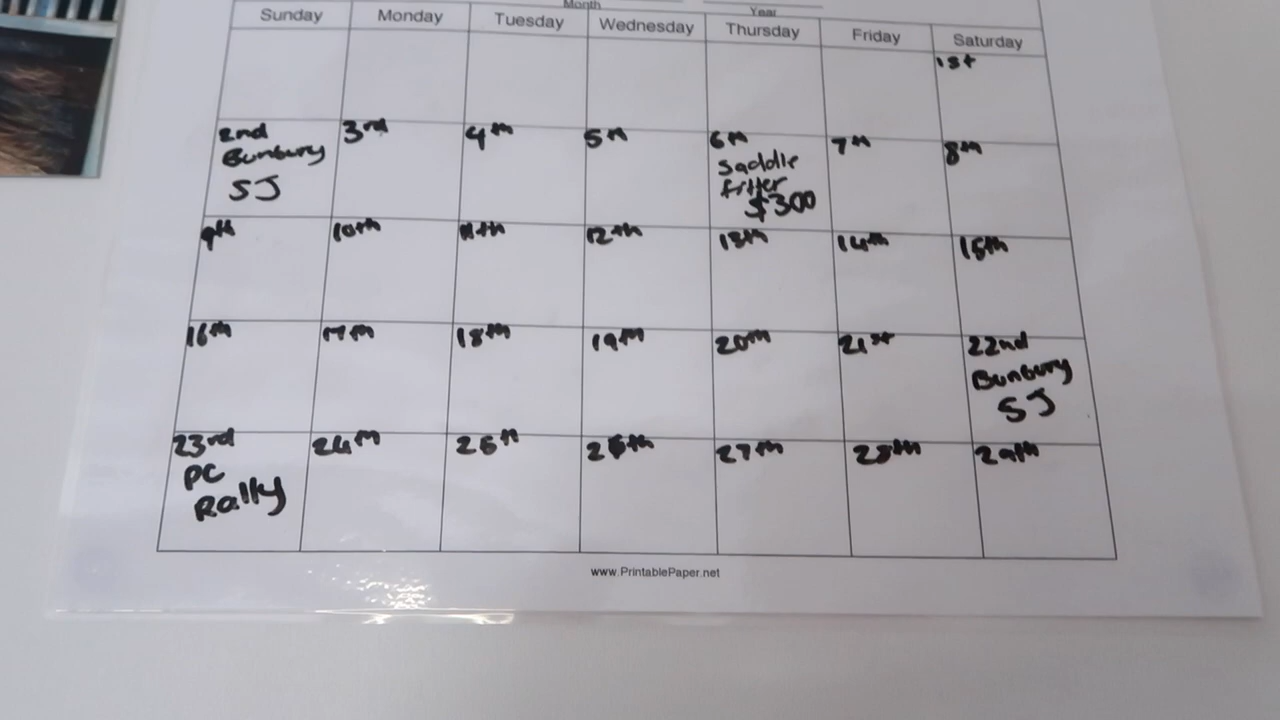 Month
Year
Sunday Monday Tuesday Wednesday Thursday Friday Saturday
1st
2nd 3rd 4th 5th 6th 7th 8th
Bunbury
SJ
Saddle
fitter
$300
9th 10th 11th 12th 13th 14th 15th
16th 17th 18th 19th 20th 21st 22nd
Bunbury
SJ
23rd 24th 25th 26th 27th 28th 29th
PC
Rally
www.PrintablePaper.net